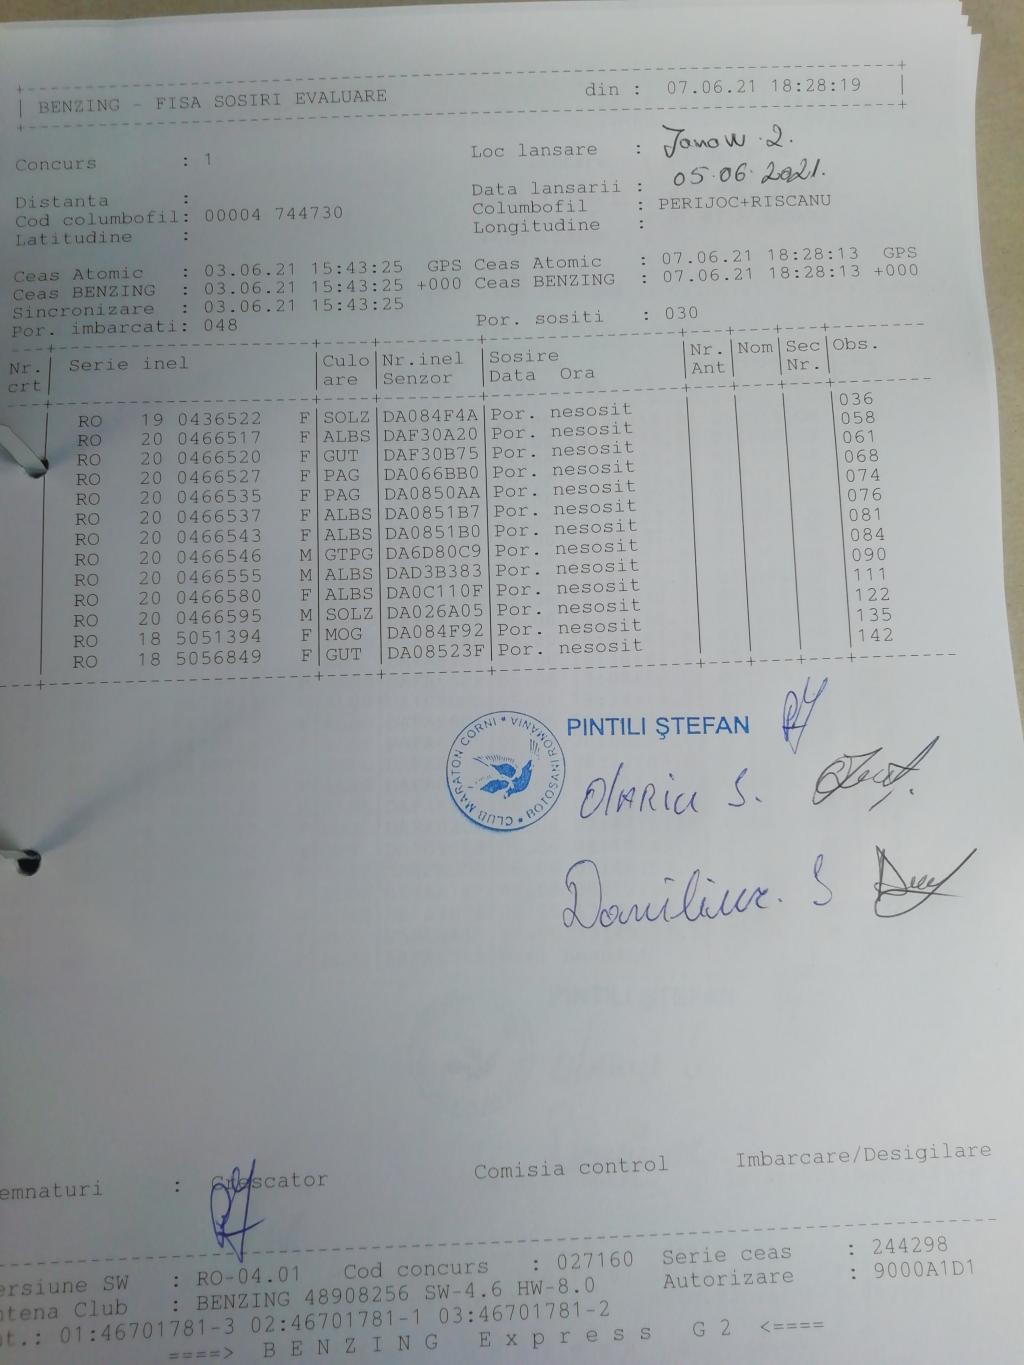 BENZING - FISA SOSIRI EVALUARE din : 07.06.21 18:28:19
Concurs : 1 Loc lansare : Janow 2.
Distanta : Data lansarii : 05.06.2021.
Cod columbofil: 00004 744730 Columbofil : PERIJOC+RISCANU
Latitudine : Longitudine :
Ceas Atomic : 03.06.21 15:43:25 GPS Ceas Atomic : 07.06.21 18:28:13 GPS
Ceas BENZING : 03.06.21 15:43:25 +000 Ceas BENZING : 07.06.21 18:28:13 +000
Sincronizare : 03.06.21 15:43:25
Por. imbarcati: 048 Por. sositi : 030
Nr. Serie inel Culo Nr.inel Sosire Nr. Nom Sec Obs.
crt are Senzor Data Ora Ant Nr.
RO 19 0436522 F SOLZ DA084F4A Por. nesosit 036
RO 20 0466517 F ALBS DAF30A20 Por. nesosit 058
RO 20 0466520 F GUT DAF30B75 Por. nesosit 061
RO 20 0466527 F PAG DA066BB0 Por. nesosit 068
RO 20 0466535 F PAG DA0850AA Por. nesosit 074
RO 20 0466537 F ALBS DA0851B7 Por. nesosit 076
RO 20 0466543 F ALBS DA0851B0 Por. nesosit 081
RO 20 0466546 M GTPG DA6D80C9 Por. nesosit 084
RO 20 0466555 M ALBS DAD3B383 Por. nesosit 090
RO 20 0466580 F ALBS DA0C110F Por. nesosit 111
RO 20 0466595 M SOLZ DA026A05 Por. nesosit 122
RO 18 5051394 F MOG DA084F92 Por. nesosit 135
RO 18 5056849 F GUT DA08523F Por. nesosit 142
CLUB MARATON CORNI * BOTOSANI ROMANIA *
PINTILI ŞTEFAN
Olariu S.
S
emnaturi : Crescator Comisia control Imbarcare/Desigilare
ersiune SW : RO-04.01 Cod concurs : 027160 Serie ceas : 244298
ntena Club : BENZING 48908256 SW-4.6 HW-8.0 Autorizare : 9000A1D1
t.: 01:46701781-3 02:46701781-1 03:46701781-2
====> B E N Z I N G E x p r e s s G 2 <====